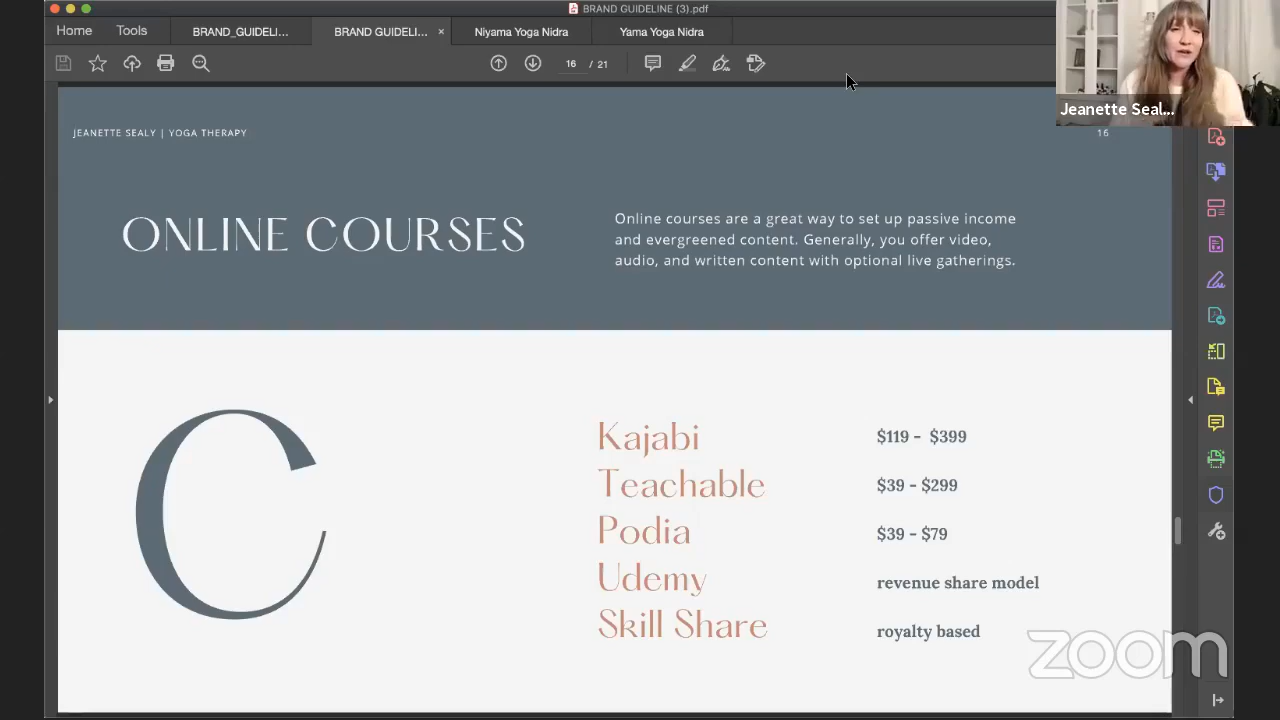 BRAND GUIDELINE (3).pdf
Home
Tools
BRAND_GUIDELI...
BRAND GUIDELI... ×
Niyama Yoga Nidra
Yama Yoga Nidra
16 / 21
Jeanette Seal...
JEANETTE SEALY | YOGA THERAPY
16
ONLINE COURSES
Online courses are a great way to set up passive income
and evergreened content. Generally, you offer video,
audio, and written content with optional live gatherings.
C
Kajabi $119 - $399
Teachable $39 - $299
Podia $39 - $79
Udemy revenue share model
Skill Share royalty based
zoom